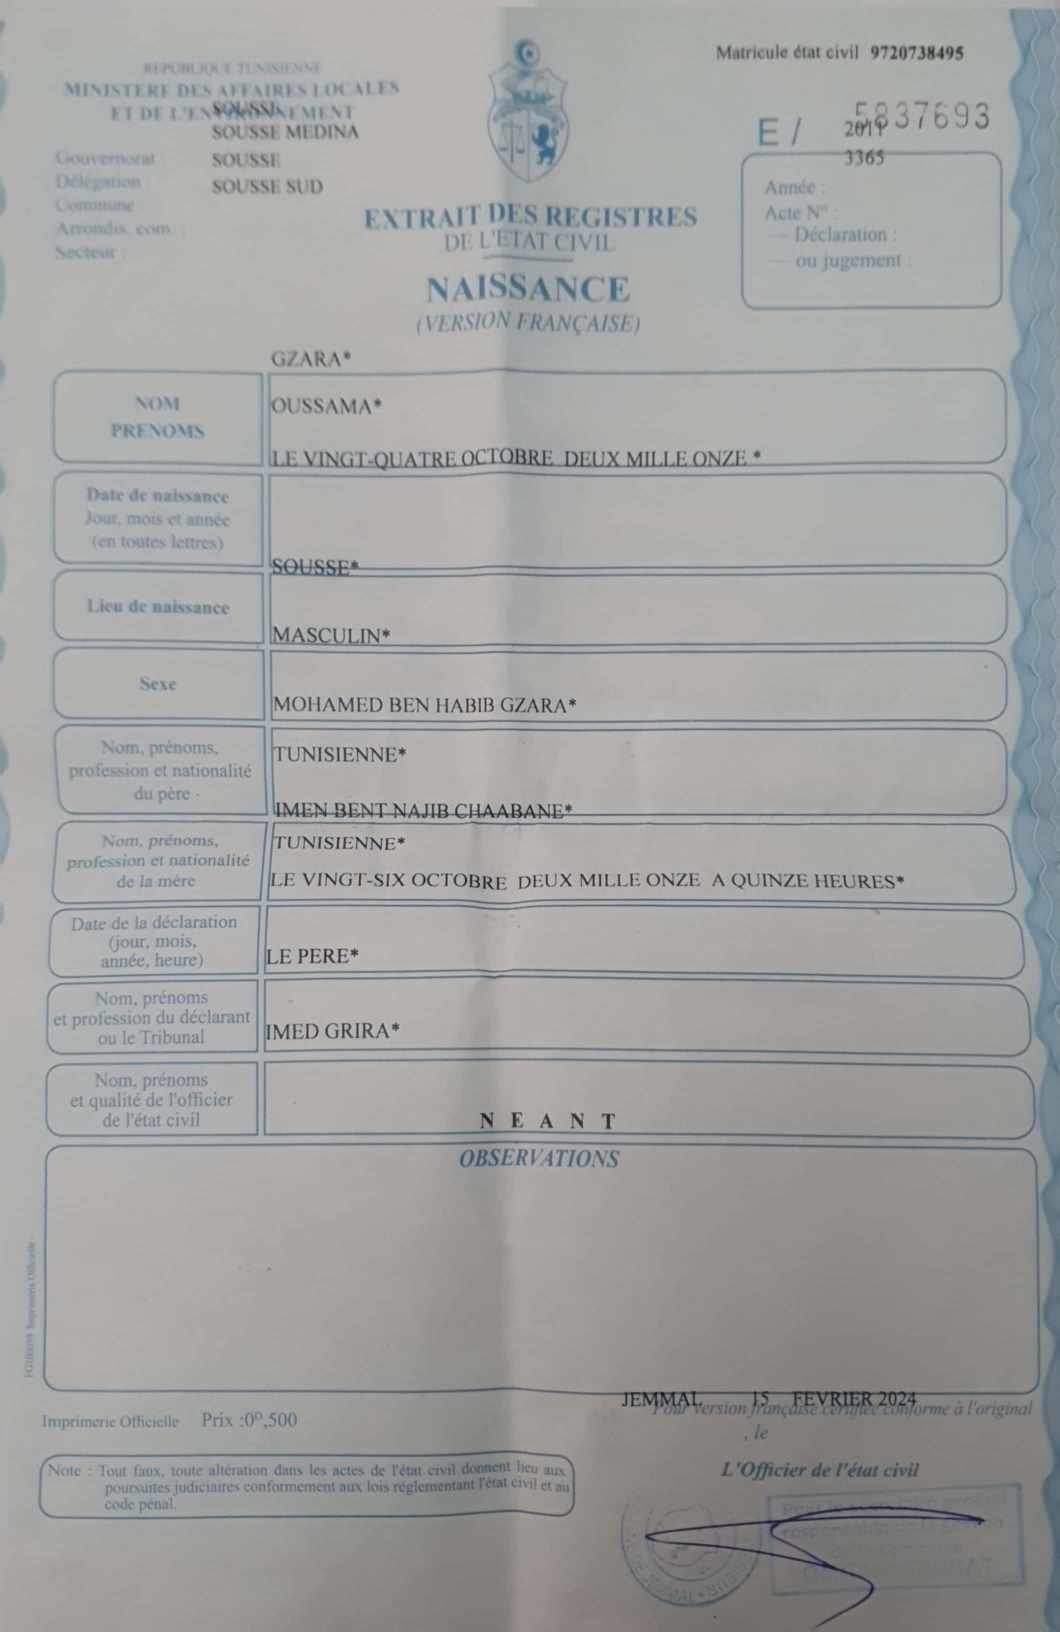 Matricule état civil 9720738495
REPUBLIQUE TUNISIENNE
MINISTERE DES AFFAIRES LOCALES
ET DE L'ENVIRONNEMENT
SOUSSE
SOUSSE MEDINA
Gouvernorat : SOUSSE
Délégation : SOUSSE SUD
Commune :
Arrondis. com. :
Secteur :
E / 5837693
2011
3365
Année :
Acte N° :
— Déclaration :
— ou jugement :
EXTRAIT DES REGISTRES
DE L'ETAT CIVIL
NAISSANCE
(VERSION FRANÇAISE)
GZARA*
NOM
PRENOMS
OUSSAMA*
LE VINGT-QUATRE OCTOBRE DEUX MILLE ONZE *
Date de naissance
Jour, mois et année
(en toutes lettres)
SOUSSE*
Lieu de naissance
MASCULIN*
Sexe
MOHAMED BEN HABIB GZARA*
Nom, prénoms,
profession et nationalité
du père -
TUNISIENNE*
IMEN BENT NAJIB CHAABANE*
Nom, prénoms,
profession et nationalité
de la mère
TUNISIENNE*
LE VINGT-SIX OCTOBRE DEUX MILLE ONZE A QUINZE HEURES*
Date de la déclaration
(jour, mois,
année, heure)
LE PERE*
Nom, prénoms
et profession du déclarant
ou le Tribunal
IMED GRIRA*
Nom, prénoms
et qualité de l'officier
de l'état civil
N E A N T
OBSERVATIONS
Imprimerie Officielle
JEMMAL 15 FEVRIER 2024
Imprimerie Officielle Prix :0ᴰ,500
Pour version française certifiée conforme à l'original
, le
L'Officier de l'état civil
Note : Tout faux, toute altération dans les actes de l'état civil donnent lieu aux
poursuites judiciaires conformement aux lois réglementant l'état civil et au
code pénal.